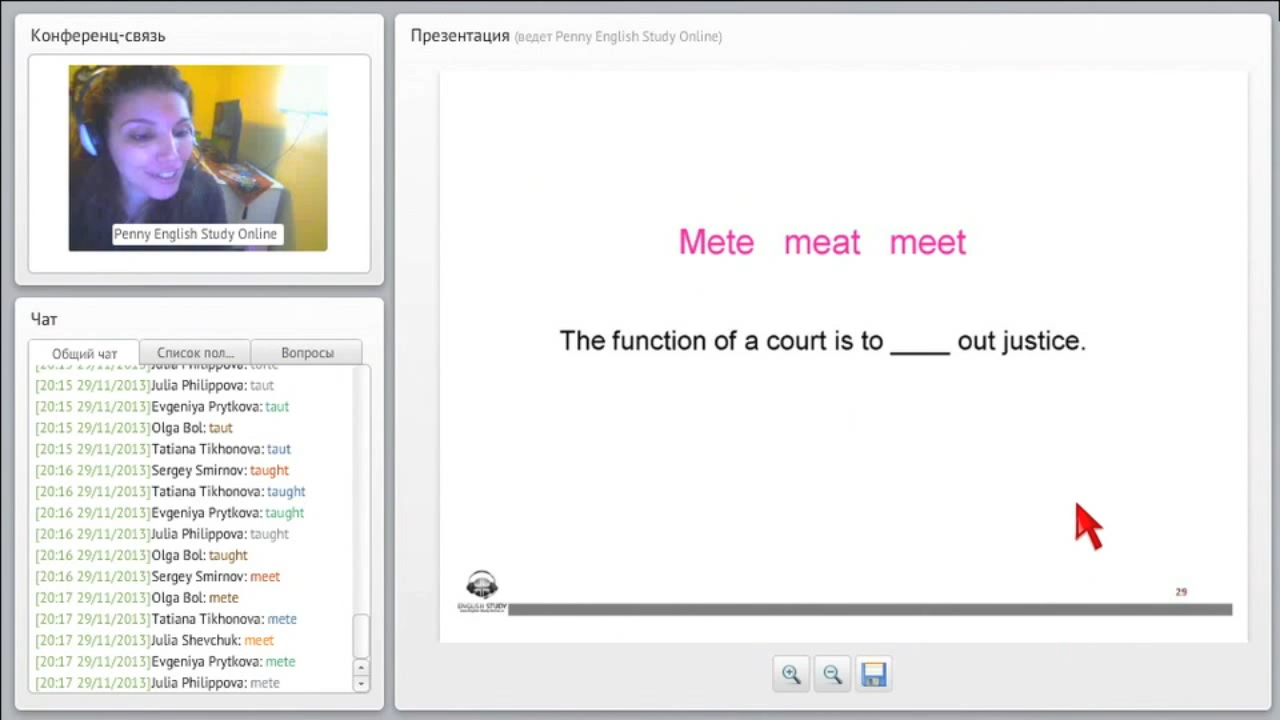 Конференц-связь
Penny English Study Online
Чат
Общий чат
Список пол...
Вопросы
[20:15 29/11/2013]Julia Philippova: taut
[20:15 29/11/2013]Evgeniya Prytkova: taut
[20:15 29/11/2013]Olga Bol: taut
[20:15 29/11/2013]Tatiana Tikhonova: taut
[20:16 29/11/2013]Sergey Smirnov: taught
[20:16 29/11/2013]Tatiana Tikhonova: taught
[20:16 29/11/2013]Evgeniya Prytkova: taught
[20:16 29/11/2013]Julia Philippova: taught
[20:16 29/11/2013]Olga Bol: taught
[20:16 29/11/2013]Sergey Smirnov: meet
[20:17 29/11/2013]Olga Bol: mete
[20:17 29/11/2013]Tatiana Tikhonova: mete
[20:17 29/11/2013]Julia Shevchuk: meet
[20:17 29/11/2013]Evgeniya Prytkova: mete
[20:17 29/11/2013]Julia Philippova: mete
Презентация (ведет Penny English Study Online)
Mete meat meet
The function of a court is to ____ out justice.
ENGLISH STUDY
29